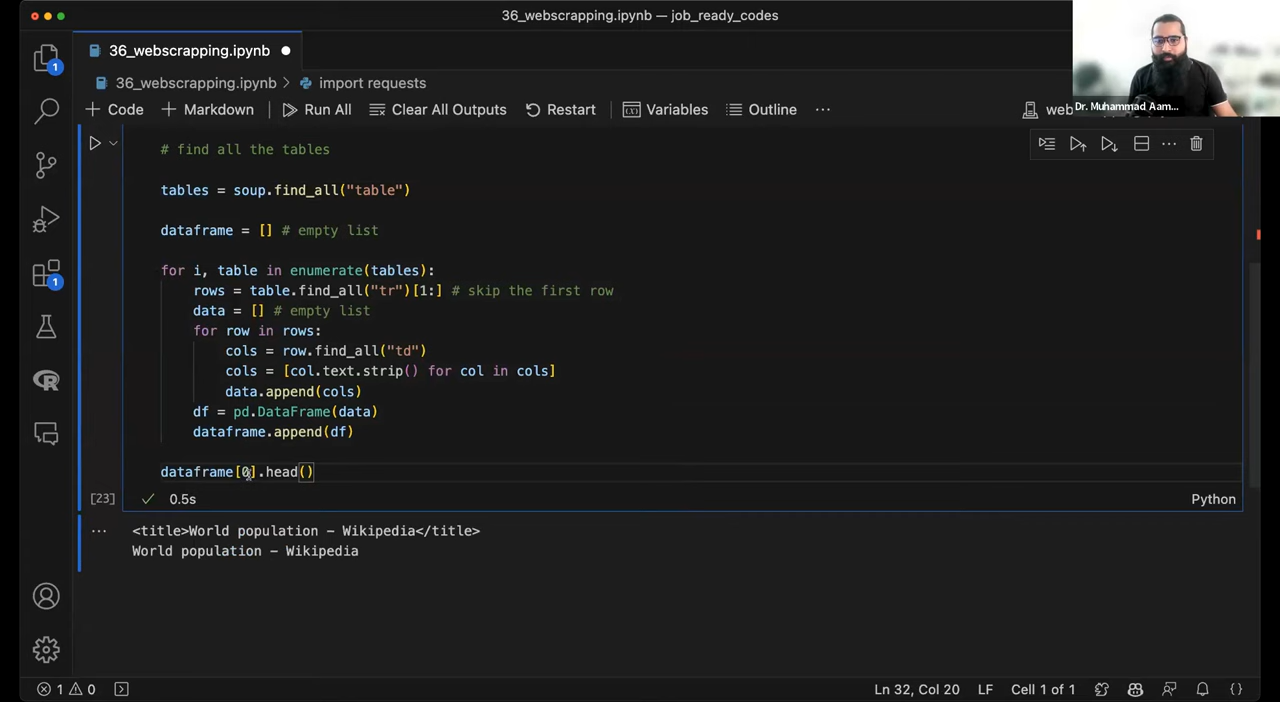 36_webscrapping.ipynb — job_ready_codes
36_webscrapping.ipynb
36_webscrapping.ipynb > import requests
+ Code + Markdown Run All Clear All Outputs Restart Variables Outline ...
Dr. Muhammad Aam...
# find all the tables
tables = soup.find_all("table")
dataframe = [] # empty list
for i, table in enumerate(tables):
rows = table.find_all("tr")[1:] # skip the first row
data = [] # empty list
for row in rows:
cols = row.find_all("td")
cols = [col.text.strip() for col in cols]
data.append(cols)
df = pd.DataFrame(data)
dataframe.append(df)
dataframe[0].head()
[23] 0.5s Python
... <title>World population – Wikipedia</title>
World population – Wikipedia
1
1
R
1 0 Ln 32, Col 20 LF Cell 1 of 1